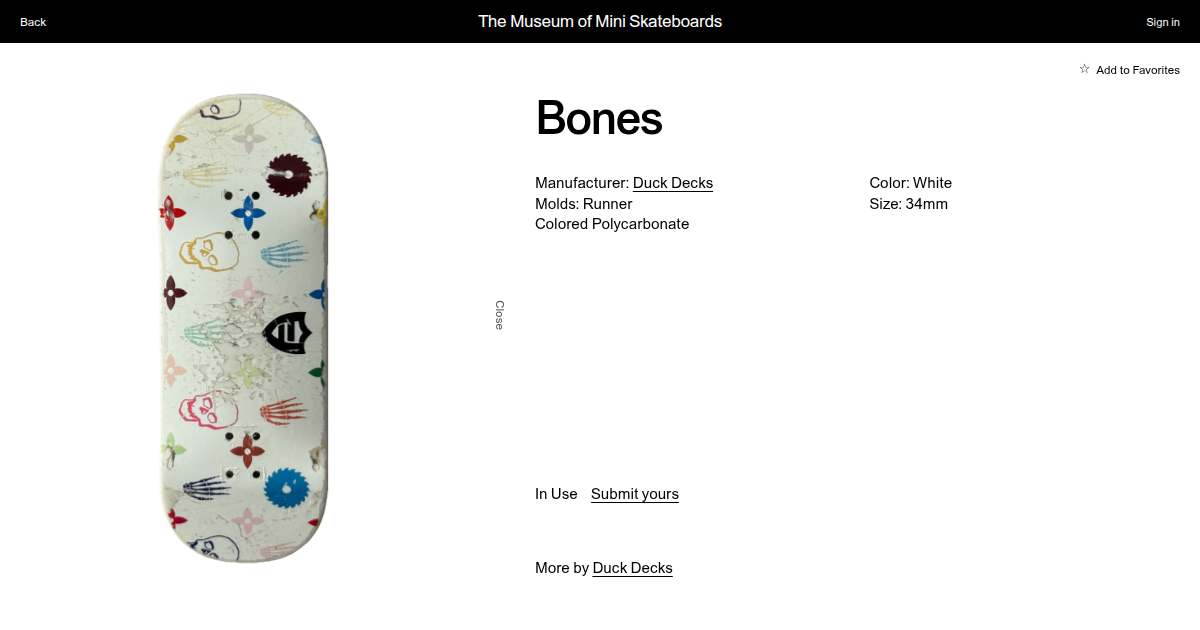 Back
The Museum of Mini Skateboards
Sign in
☆ Add to Favorites
Bones
Manufacturer: Duck Decks
Molds: Runner
Colored Polycarbonate
Color: White
Size: 34mm
Close
In Use Submit yours
More by Duck Decks